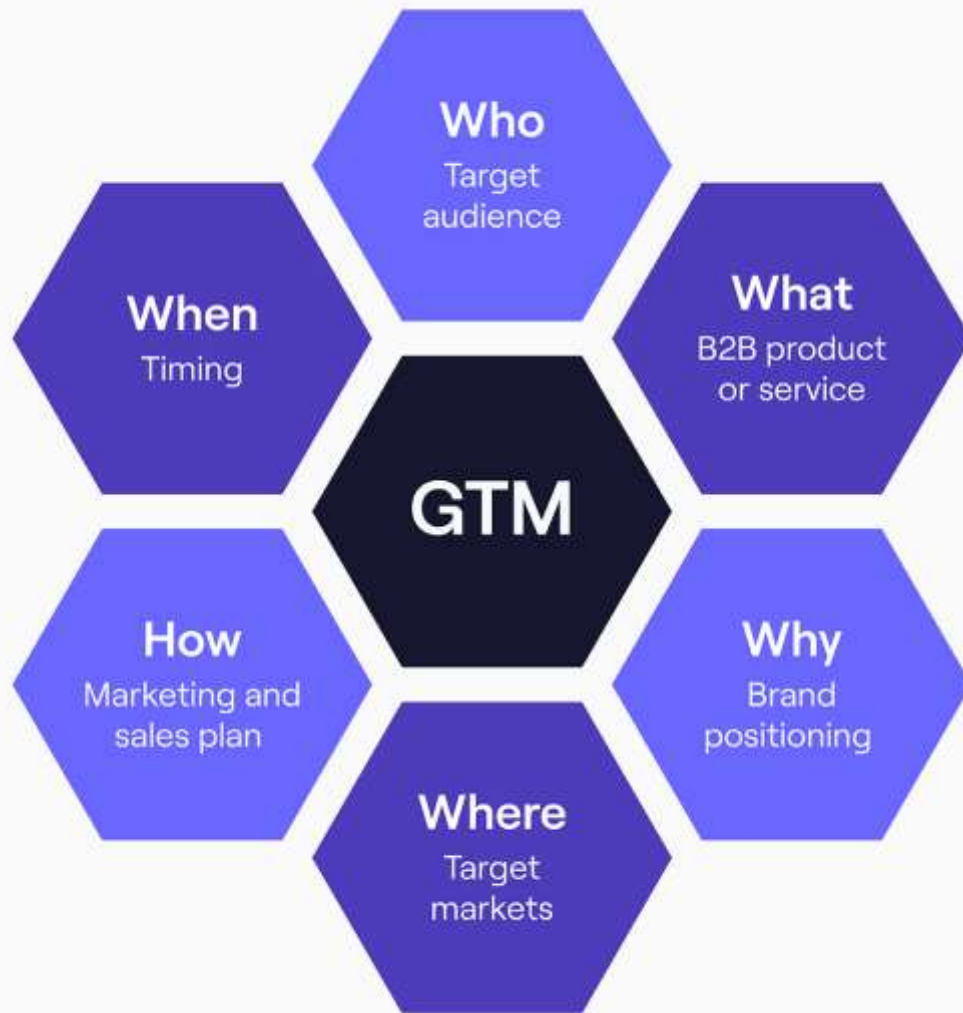 Who
Target
audience
What
B2B product
or service
Why
Brand
positioning
Where
Target
markets
How
Marketing and
sales plan
When
Timing
GTM